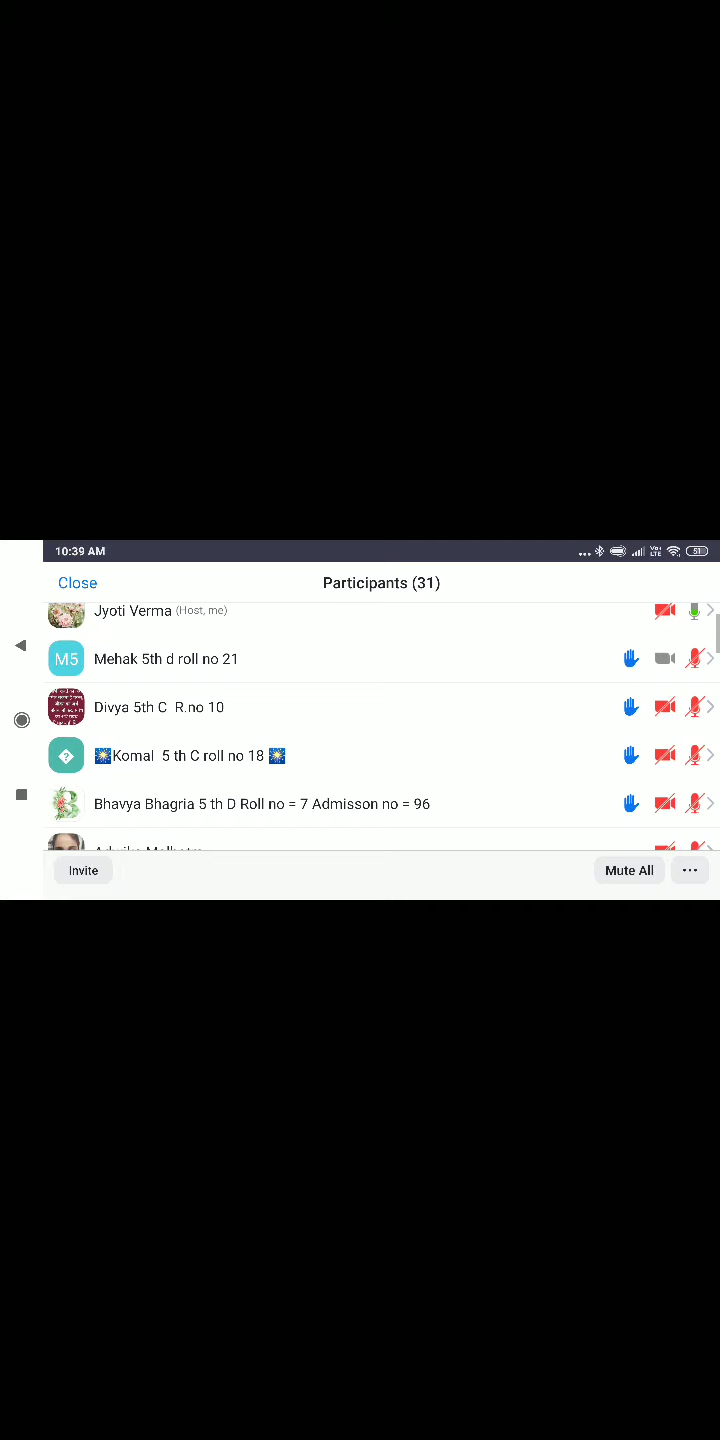 10:39 AM
51
Close
Participants (31)
Jyoti Verma (Host, me)
M5
Mehak 5th d roll no 21
Divya 5th C R.no 10
🎇Komal 5 th C roll no 18 🎇
Bhavya Bhagria 5 th D Roll no = 7 Admisson no = 96
Invite
Mute All